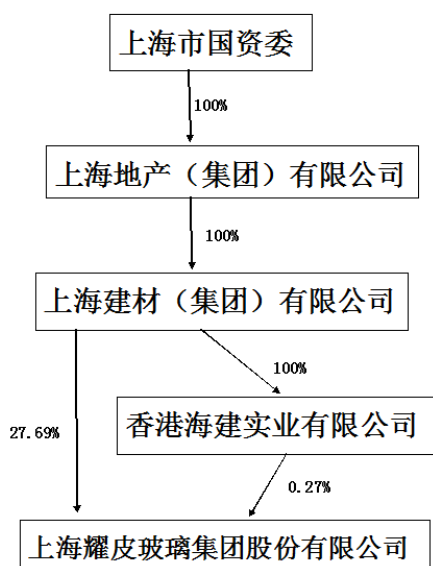 上海市国资委
100%
上海地产（集团）有限公司
100%
上海建材（集团）有限公司
100%
香港海建实业有限公司
27.69%
0.27%
上海耀皮玻璃集团股份有限公司